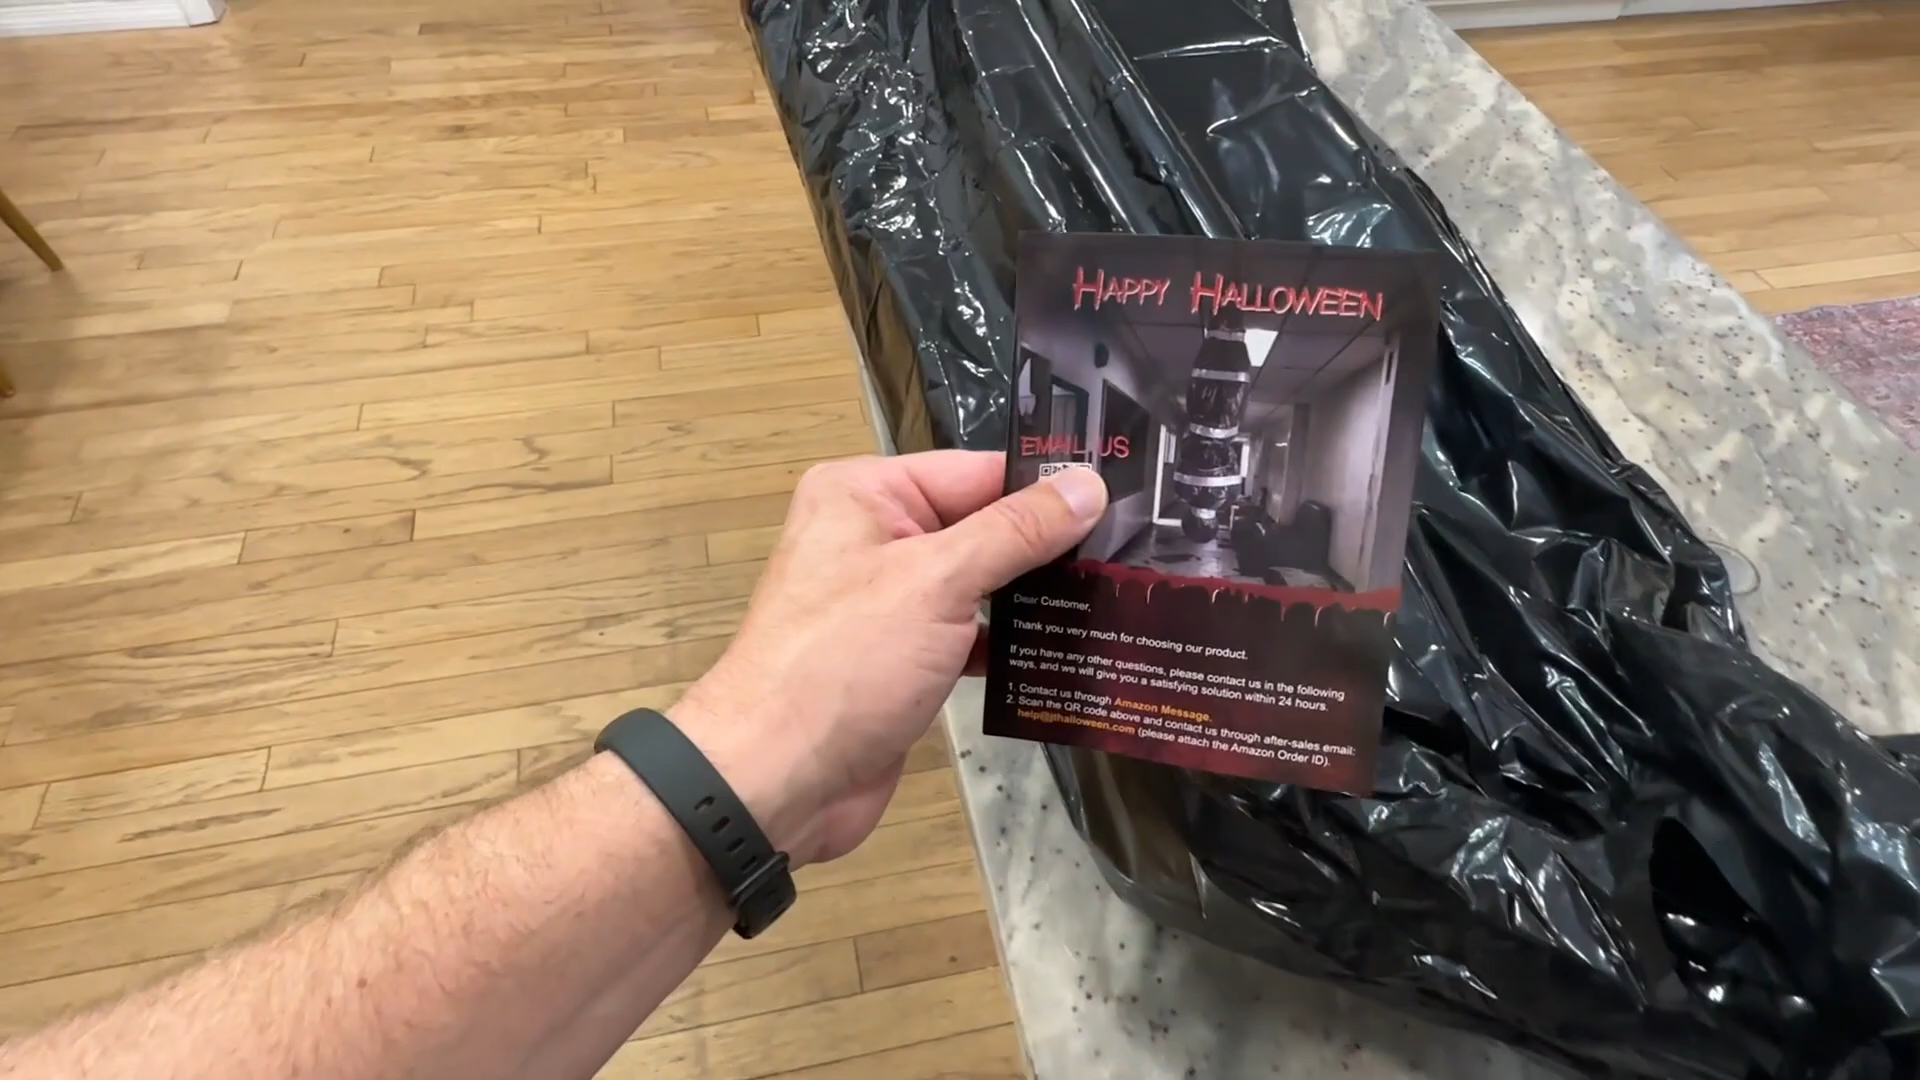 HAPPY HALLOWEEN
EMAIL US
Dear Customer,
Thank you very much for choosing our product.
If you have any other questions, please contact us in the following
ways, and we will give you a satisfying solution within 24 hours.
1. Contact us through Amazon Message.
2. Scan the QR code above and contact us through after-sales email:
help@jthalloween.com (please attach the Amazon Order ID).